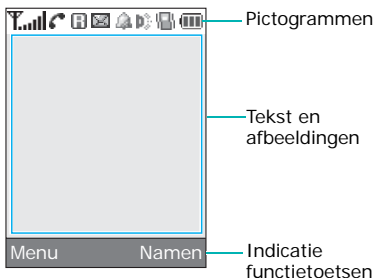 Pictogrammen
Tekst en
afbeeldingen
Menu Namen
Indicatie
functietoetsen